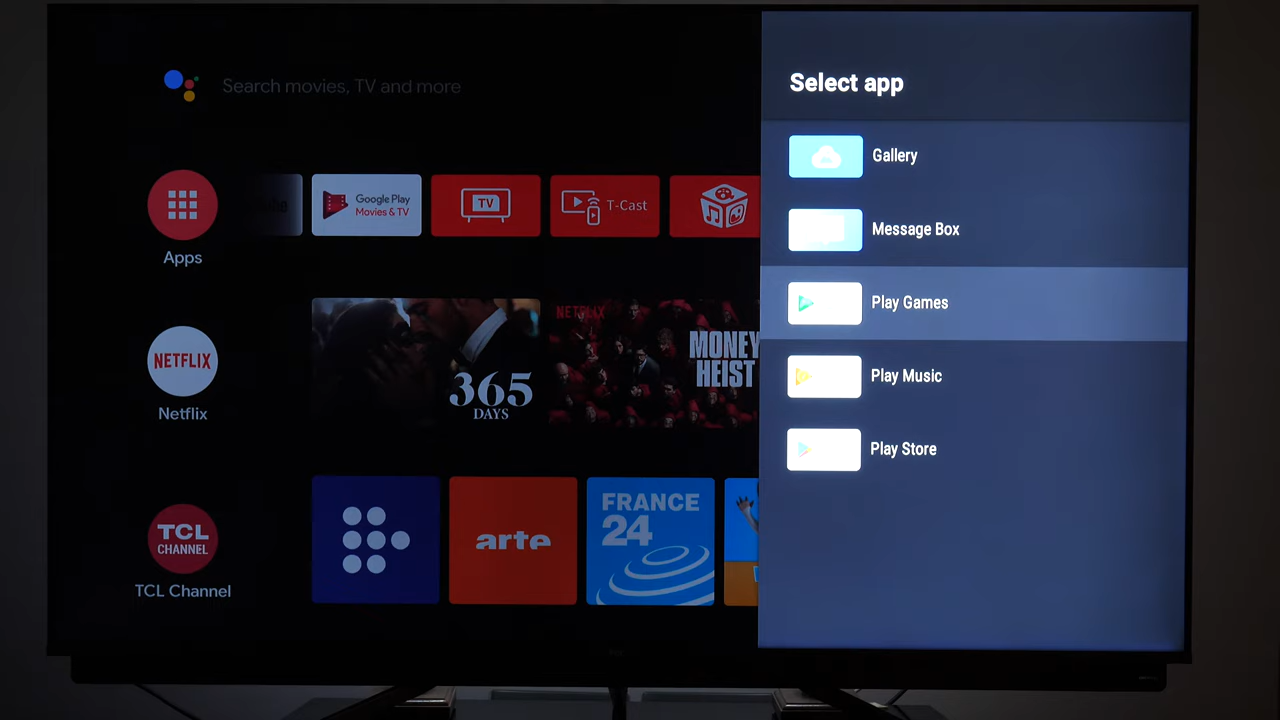 Search movies, TV and more
Select app
Gallery
Message Box
Play Games
Play Music
Play Store
Google Play
Movies & TV
TV
T-Cast
Apps
365
DAYS
NETFLIX
MONEY
HEIST
NETFLIX
Netflix
arte
FRANCE
24
TCL
CHANNEL
TCL Channel